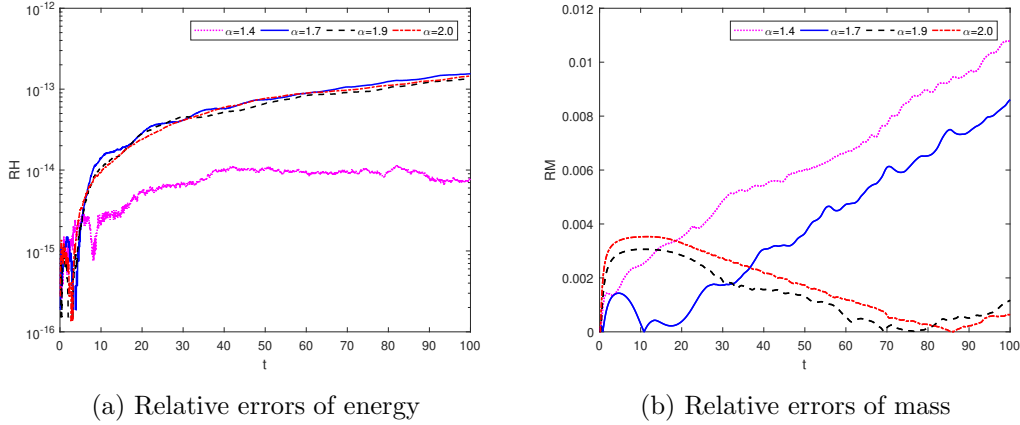 10^-12
10^-13
10^-14
10^-15
10^-16
RH
α=1.4 α=1.7 α=1.9 α=2.0
0 10 20 30 40 50 60 70 80 90 100
t
(a) Relative errors of energy
0.012
0.01
0.008
0.006
0.004
0.002
0
RM
α=1.4 α=1.7 α=1.9 α=2.0
0 10 20 30 40 50 60 70 80 90 100
t
(b) Relative errors of mass